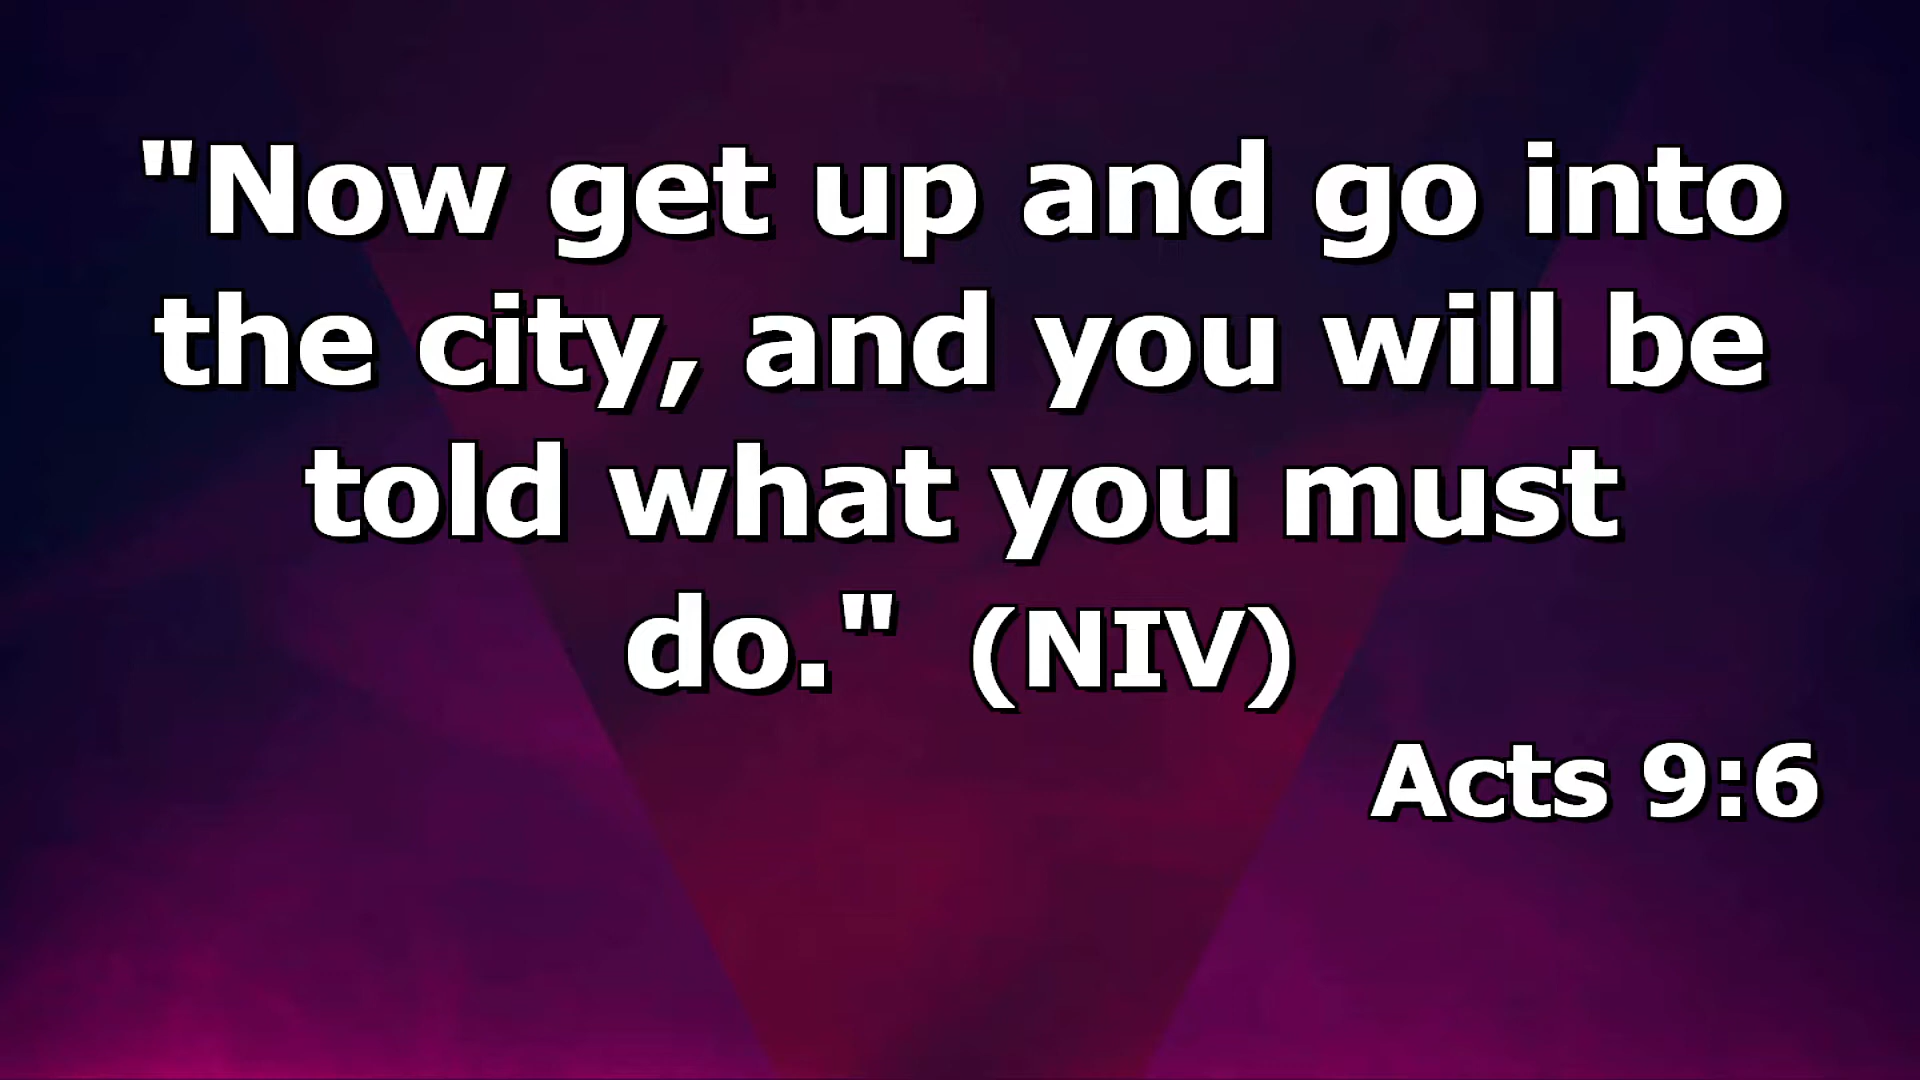 "Now get up and go into
the city, and you will be
told what you must
do." (NIV)
Acts 9:6